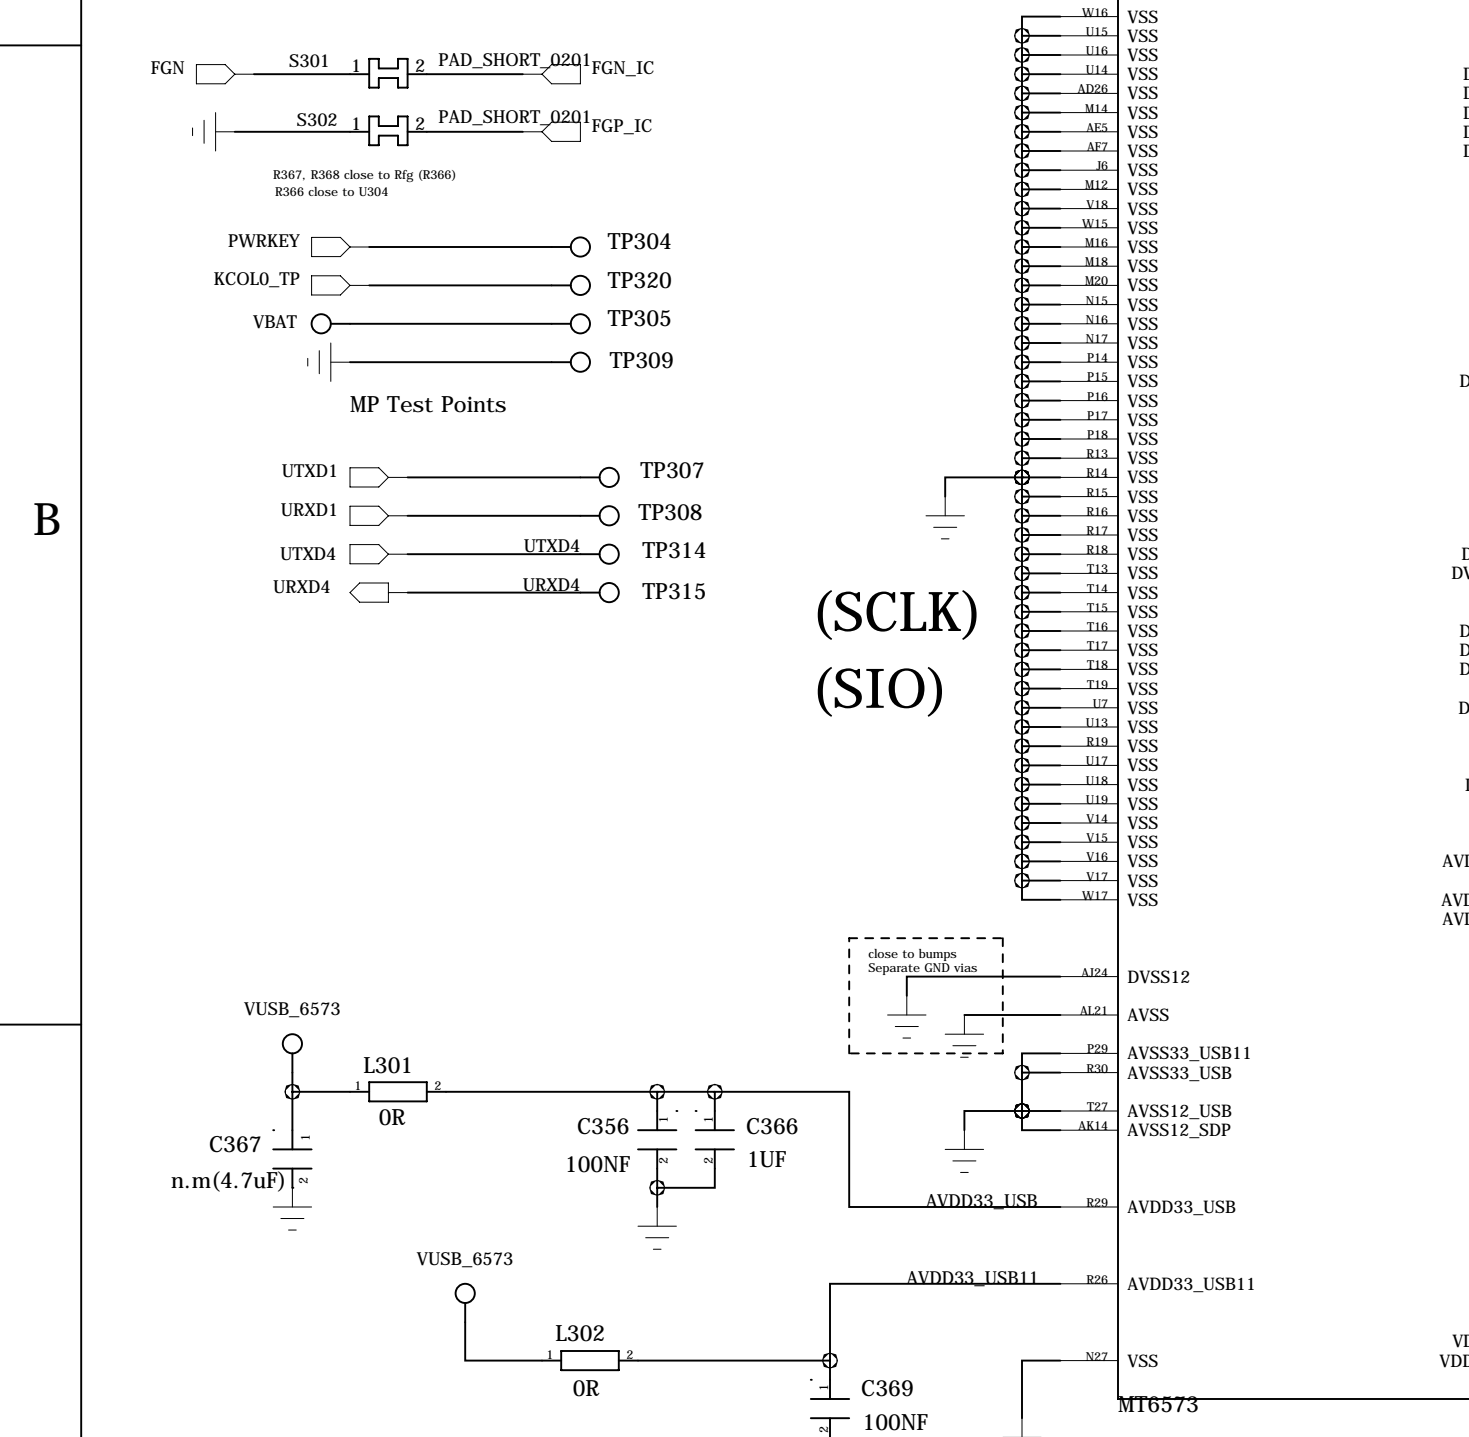 FGN S301 1 2 PAD_SHORT_0201 FGN_IC
S302 1 2 PAD_SHORT_0201 FGP_IC
R367, R368 close to Rfg (R366)
R366 close to U304
PWRKEY TP304
KCOL0_TP TP320
VBAT TP305
TP309
MP Test Points
UTXD1 TP307
URXD1 TP308
UTXD4 UTXD4 TP314
URXD4 URXD4 TP315
B
(SCLK)
(SIO)
W16 VSS
U15 VSS
U16 VSS
U14 VSS
AD26 VSS
M14 VSS
AE5 VSS
AF7 VSS
J6 VSS
M12 VSS
V18 VSS
W15 VSS
M16 VSS
M18 VSS
M20 VSS
N15 VSS
N16 VSS
N17 VSS
P14 VSS
P15 VSS
P16 VSS
P17 VSS
P18 VSS
R13 VSS
R14 VSS
R15 VSS
R16 VSS
R17 VSS
R18 VSS
T13 VSS
T14 VSS
T15 VSS
T16 VSS
T17 VSS
T18 VSS
T19 VSS
U7 VSS
U13 VSS
R19 VSS
U17 VSS
U18 VSS
U19 VSS
V14 VSS
V15 VSS
V16 VSS
V17 VSS
W17 VSS
close to bumps
Separate GND vias
AJ24 DVSS12
AL21 AVSS
P29 AVSS33_USB11
R30 AVSS33_USB
T27 AVSS12_USB
AK14 AVSS12_SDP
VUSB_6573
L301
1 2
0R
C367
1
n.m(4.7uF)
2
C356 1 1 C366
100NF 2 2 1UF
AVDD33_USB R29 AVDD33_USB
VUSB_6573
AVDD33_USB11 R26 AVDD33_USB11
L302
1 2
0R
N27 VSS
1 C369
2 100NF
MT6573